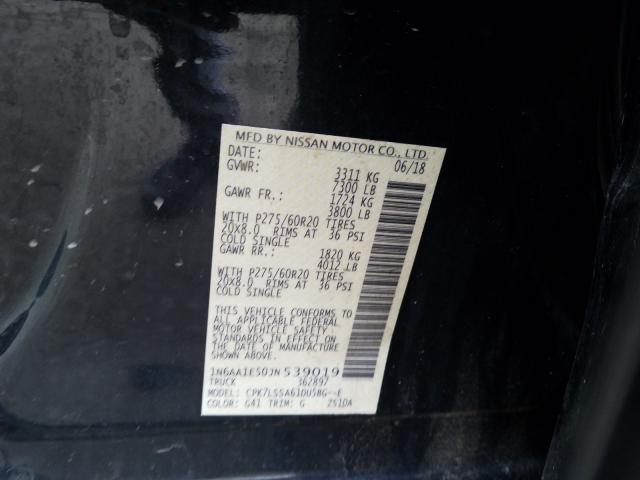 MFD BY NISSAN MOTOR CO., LTD.
DATE: 06/18
GVWR: 3311 KG
7300 LB
GAWR FR.: 1724 KG
3800 LB
WITH P275/60R20 TIRES
20X8.0 RIMS AT 36 PSI
COLD SINGLE
GAWR RR.: 1820 KG
4012 LB
WITH P275/60R20 TIRES
20X8.0 RIMS AT 36 PSI
COLD SINGLE
THIS VEHICLE CONFORMS TO
ALL APPLICABLE FEDERAL
MOTOR VEHICLE SAFETY
STANDARDS IN EFFECT ON
THE DATE OF MANUFACTURE
SHOWN ABOVE.
1N6AA1E50JN539019
TRUCK 362897
MODEL:
COLOR: G41 TRIM: G